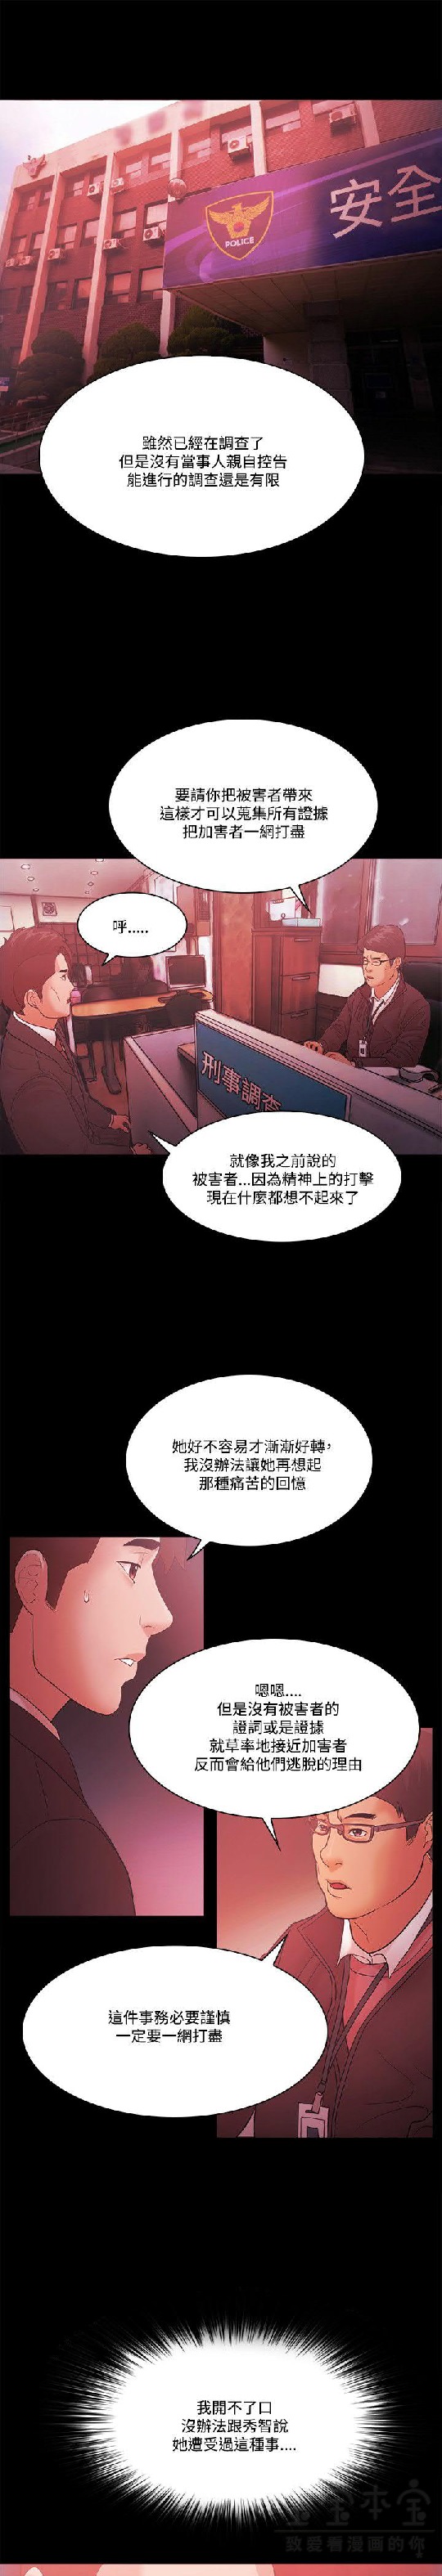 安全
POLICE
雖然已經在調查了
但是沒有當事人親自控告
能進行的調查還是有限
要請你把被害者帶來
這樣才可以蒐集所有證據
把加害者一網打盡
呼.....
刑事調查
就像我之前說的
被害者...因為精神上的打擊
現在什麼都想不起來了
她好不容易才漸漸好轉,
我沒辦法讓她再想起
那種痛苦的回憶
嗯嗯....
但是沒有被害者的
證詞或是證據
就草率地接近加害者
反而會給他們逃脫的理由
這件事務必要謹慎
一定要一網打盡
我開不了口
沒辦法跟秀智說
她遭受過這種事....
宝宝本宝
致爱看漫画的你